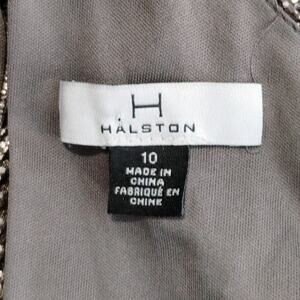 H
HALSTON
10
MADE IN
CHINA
FABRIQUÉ EN
CHINE